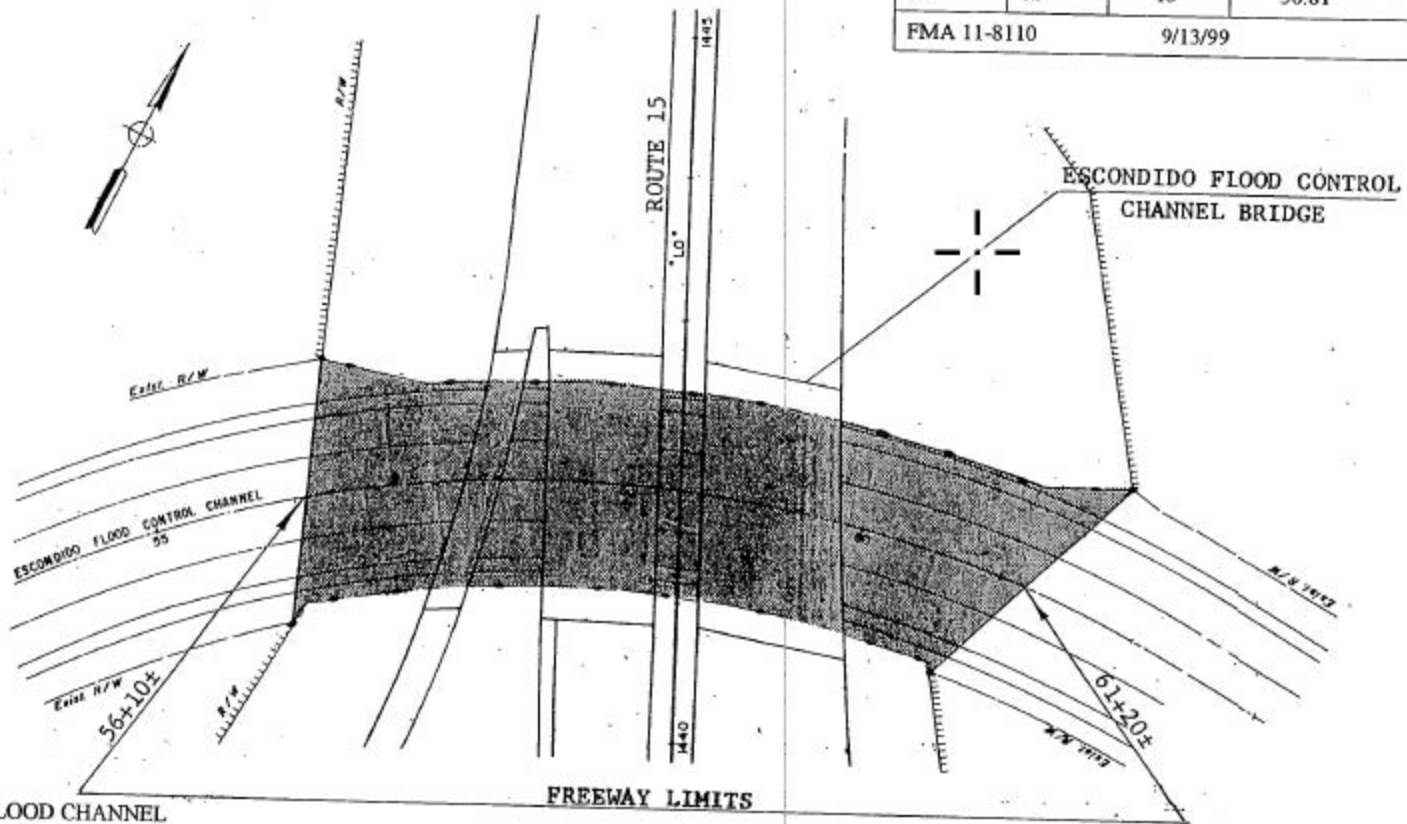 FMA 11-8110 9/13/99
1445
ROUTE 15
"LO"
R/W
ESCONDIDO FLOOD CONTROL
CHANNEL BRIDGE
Exist. R/W
ESCONDIDO FLOOD CONTROL CHANNEL
55
Exist. R/W
R/W
56+10±
1440
Exist. R/W
61+20±
Exist R/W
FREEWAY LIMITS
LOOD CHANNEL